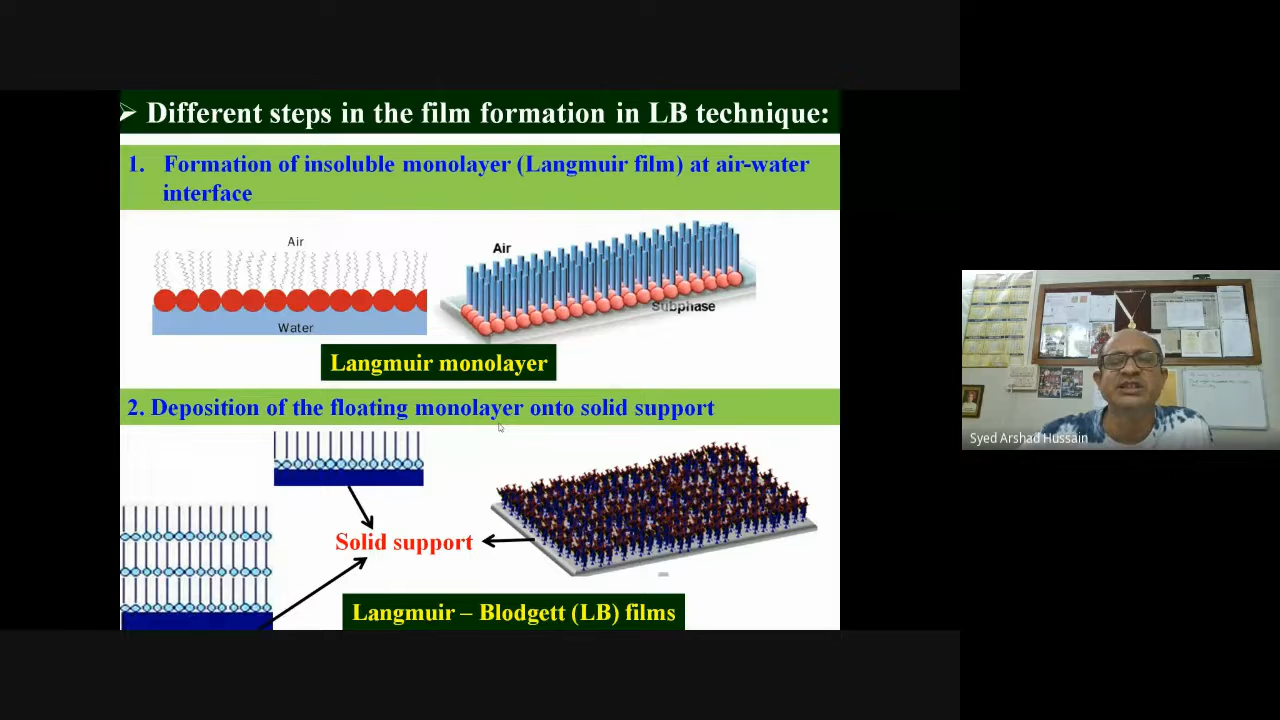 ➢ Different steps in the film formation in LB technique:
1. Formation of insoluble monolayer (Langmuir film) at air-water
interface
Air
Water
Air
Subphase
Langmuir monolayer
2. Deposition of the floating monolayer onto solid support
Solid support
Langmuir – Blodgett (LB) films
Syed Arshad Hussain